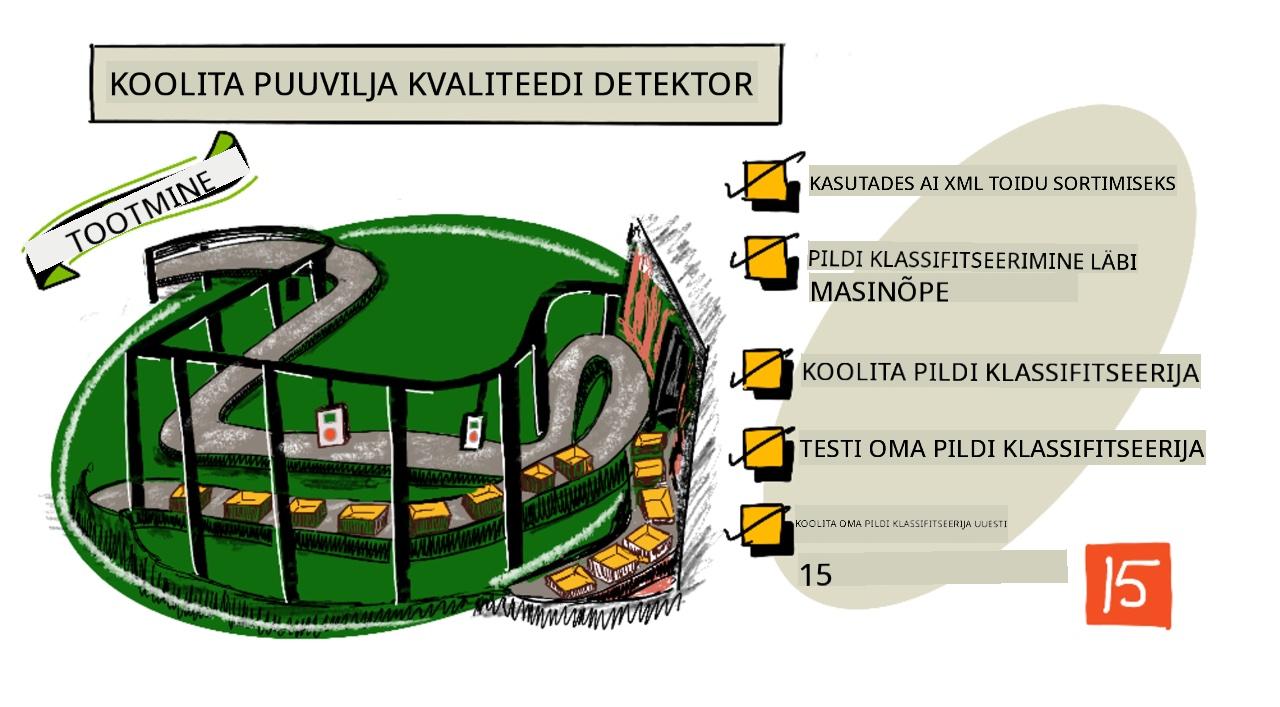 KOOLITA PUUVILJA KVALITEEDI DETEKTOR
TOOTMINE
KASUTADES AI XML TOIDU SORTIMISEKS
PILDI KLASSIFITSEERIMINE LÄBI
MASINÕPE
KOOLITA PILDI KLASSIFITSEERIJA
TESTI OMA PILDI KLASSIFITSEERIJA
KOOLITA OMA PILDI KLASSIFITSEERIJA UUESTI
15
15